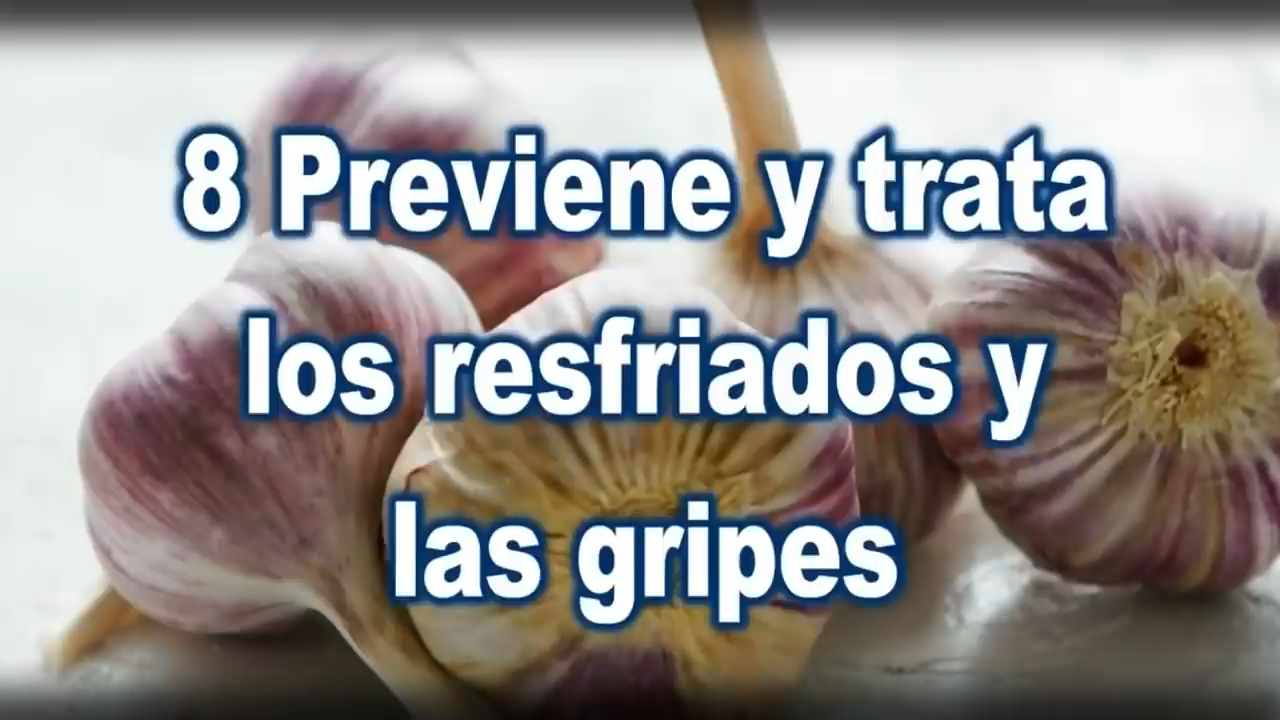 8 Previene y trata
los resfriados y
las gripes